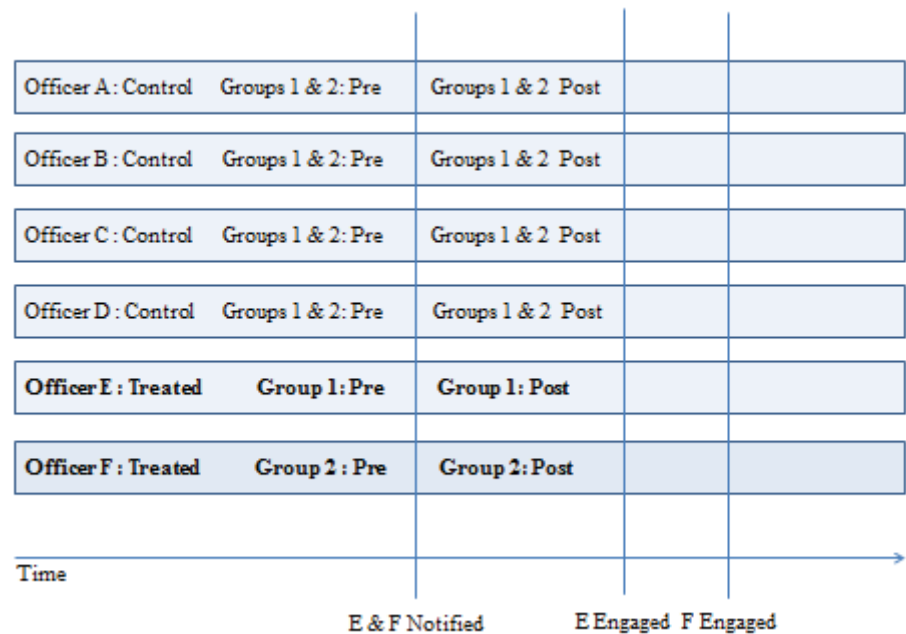 Officer A: Control Groups 1 & 2: Pre Groups 1 & 2 Post
Officer B : Control Groups 1 & 2: Pre Groups 1 & 2 Post
Officer C : Control Groups 1 & 2: Pre Groups 1 & 2 Post
Officer D : Control Groups 1 & 2: Pre Groups 1 & 2 Post
Officer E : Treated Group 1: Pre Group 1: Post
Officer F : Treated Group 2 : Pre Group 2: Post
Time
E & F Notified E Engaged F Engaged